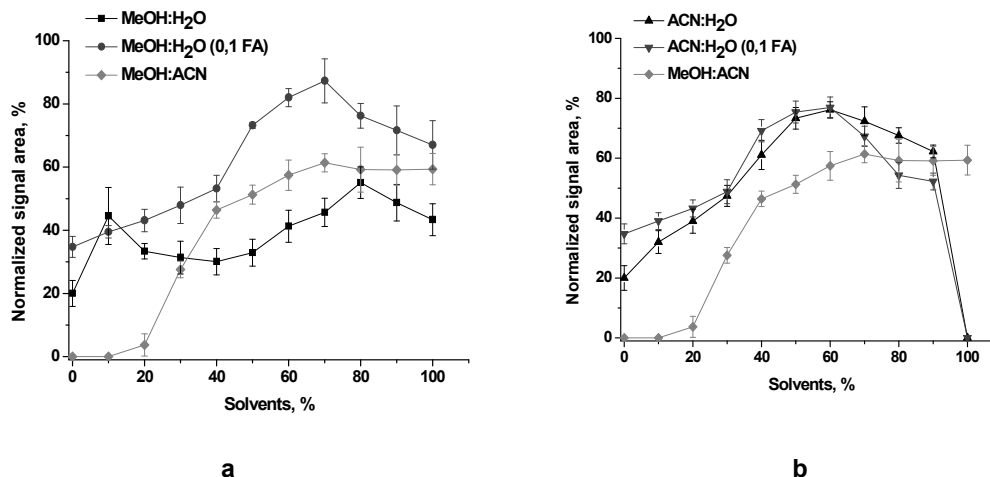 MeOH:H2O
MeOH:H2O (0,1 FA)
MeOH:ACN
Normalized signal area, %
100
80
60
40
20
0
0 20 40 60 80 100
Solvents, %
a
ACN:H2O
ACN:H2O (0,1 FA)
MeOH:ACN
Normalized signal area, %
100
80
60
40
20
0
0 20 40 60 80 100
Solvents, %
b